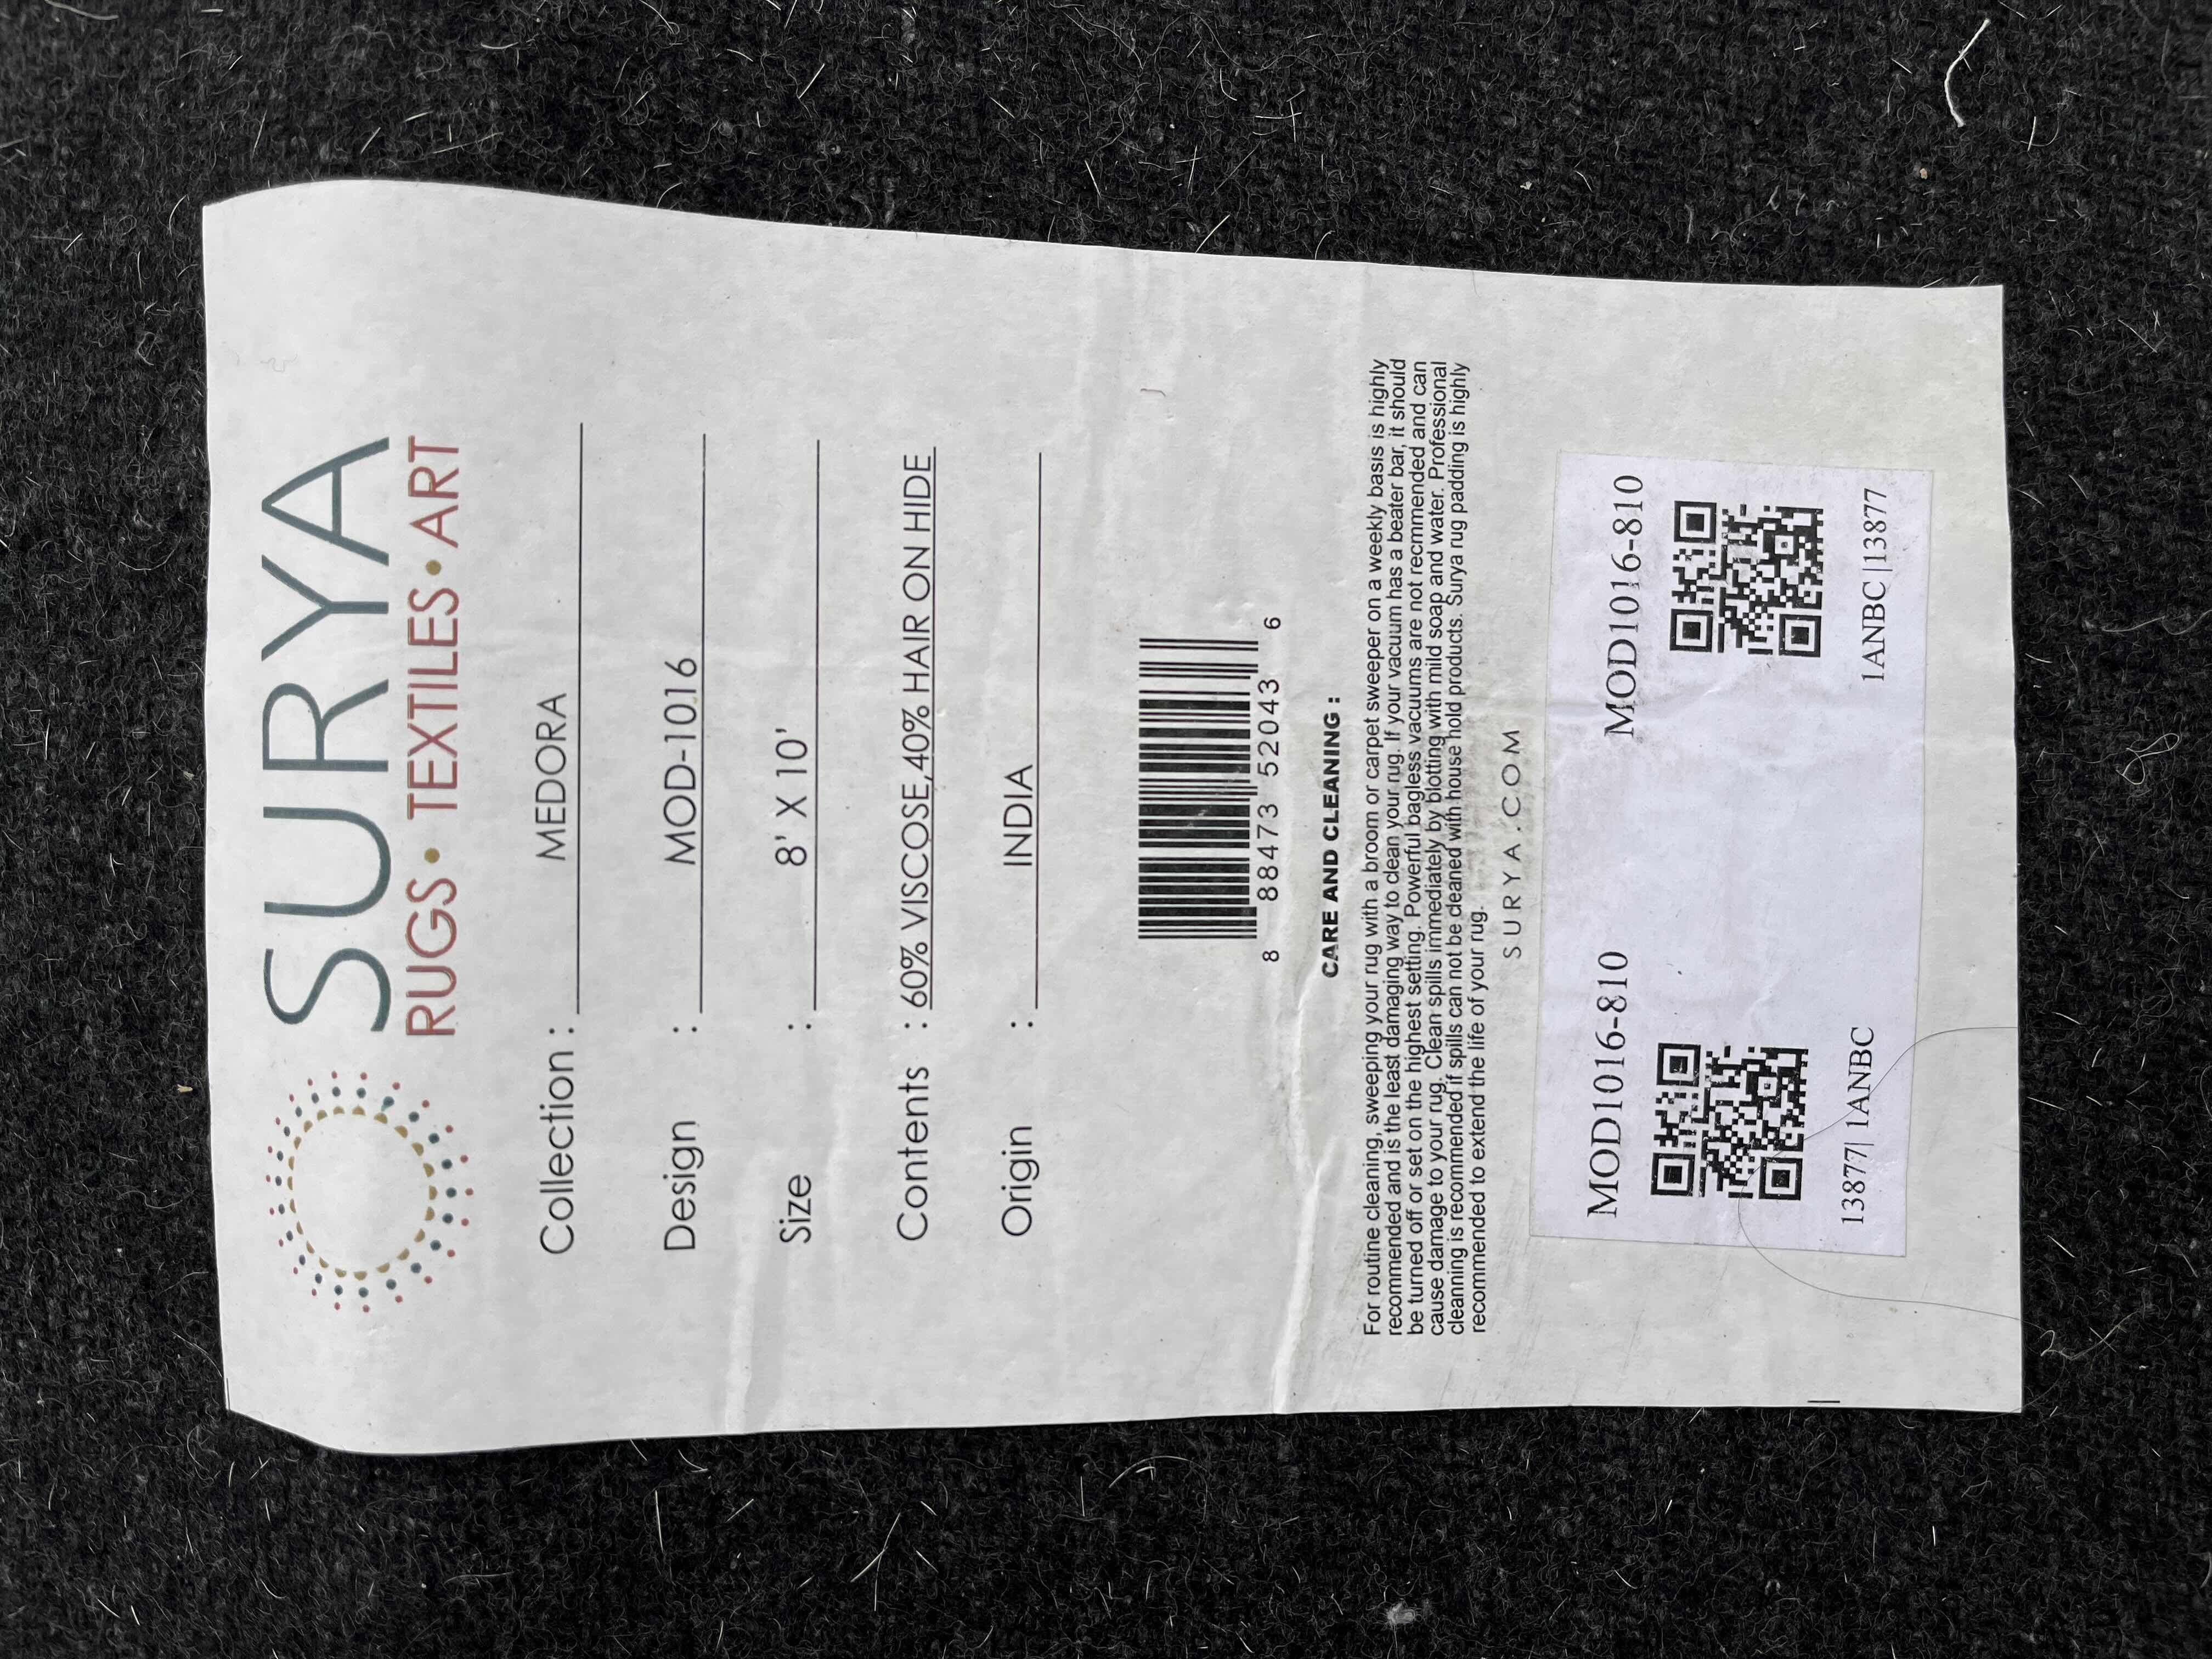 SURYA
RUGS • TEXTILES • ART
Collection : MEDORA
Design : MOD-1016
Size : 8' X 10'
Contents : 60% VISCOSE,40% HAIR ON HIDE
Origin : INDIA
8 88473 52043 6
CARE AND CLEANING :
For routine cleaning, sweeping your rug with a broom or carpet sweeper on a weekly basis is highly
recommended and is the least damaging way to clean your rug. If your vacuum has a beater bar, it should
be turned off or set on the highest setting. Powerful bagless vacuums are not recmmended and can
cause damage to your rug. Clean spills immediately by blotting with mild soap and water. Professional
cleanning is recommended if spills can not be cleaned with house hold products. Surya rug padding is highly
recommended to extend the life of your rug.
SURYA.COM
MOD1016-810 MOD1016-810
13877| 1ANBC 1ANBC|13877